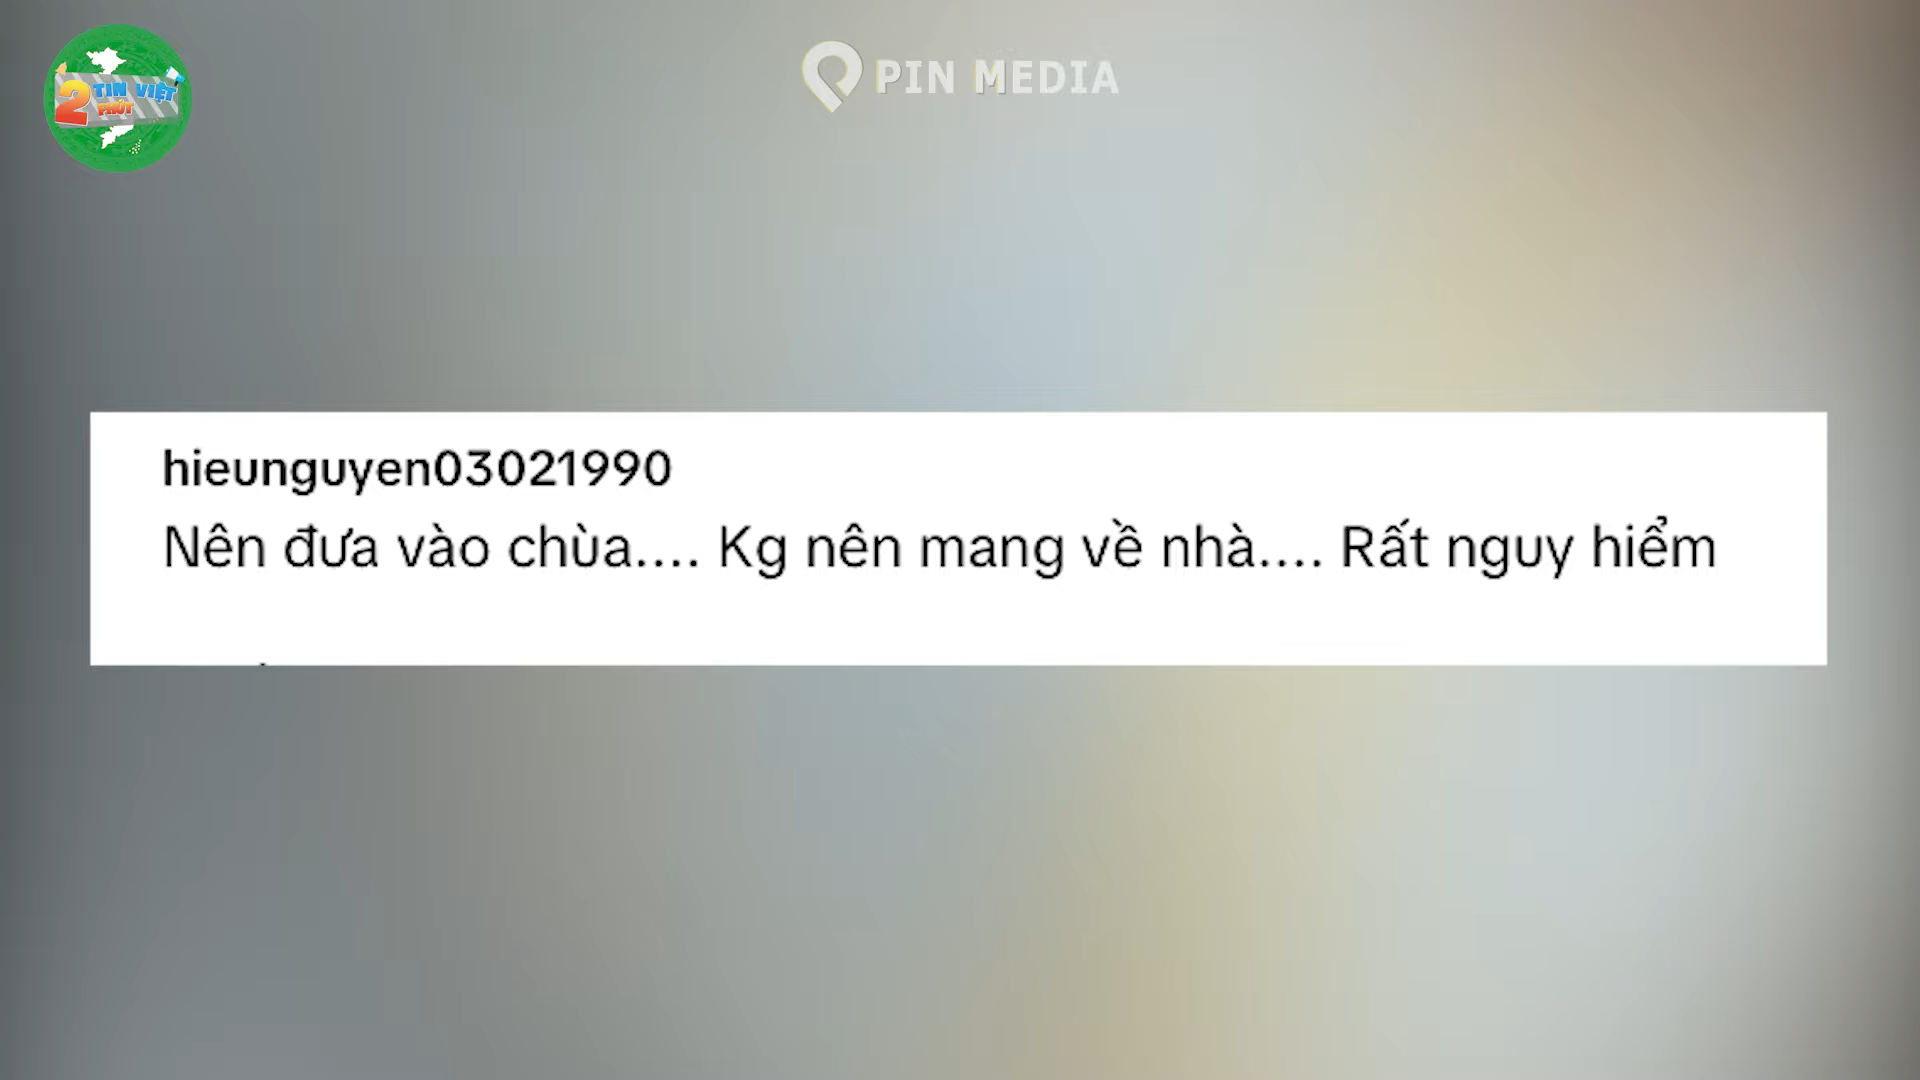 2
TIN VIỆT
PHÚT
PIN MEDIA
hieunguyen03021990
Nên đưa vào chùa.... Kg nên mang về nhà.... Rất nguy hiểm